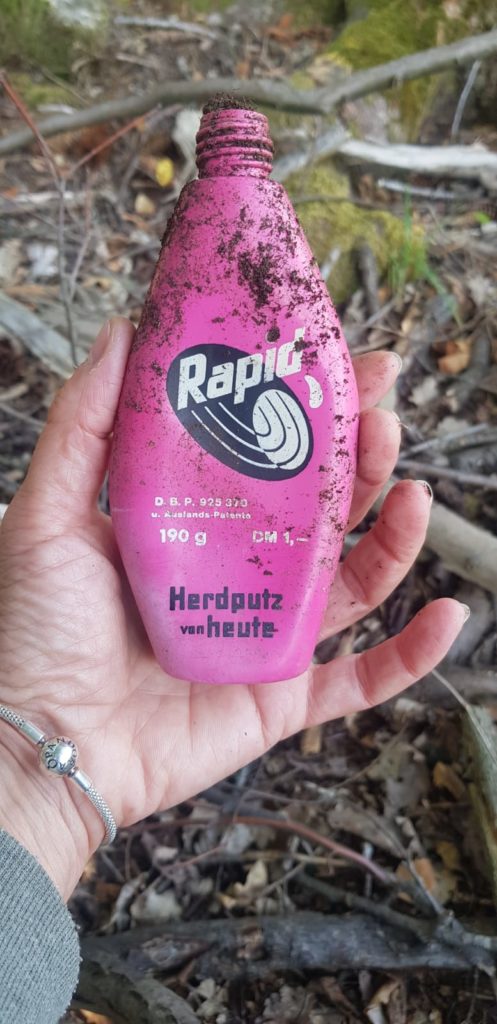 Rapid
D. B. P. 925 370
u. Auslands-Patente
190 g DM 1,–
Herdputz
von heute